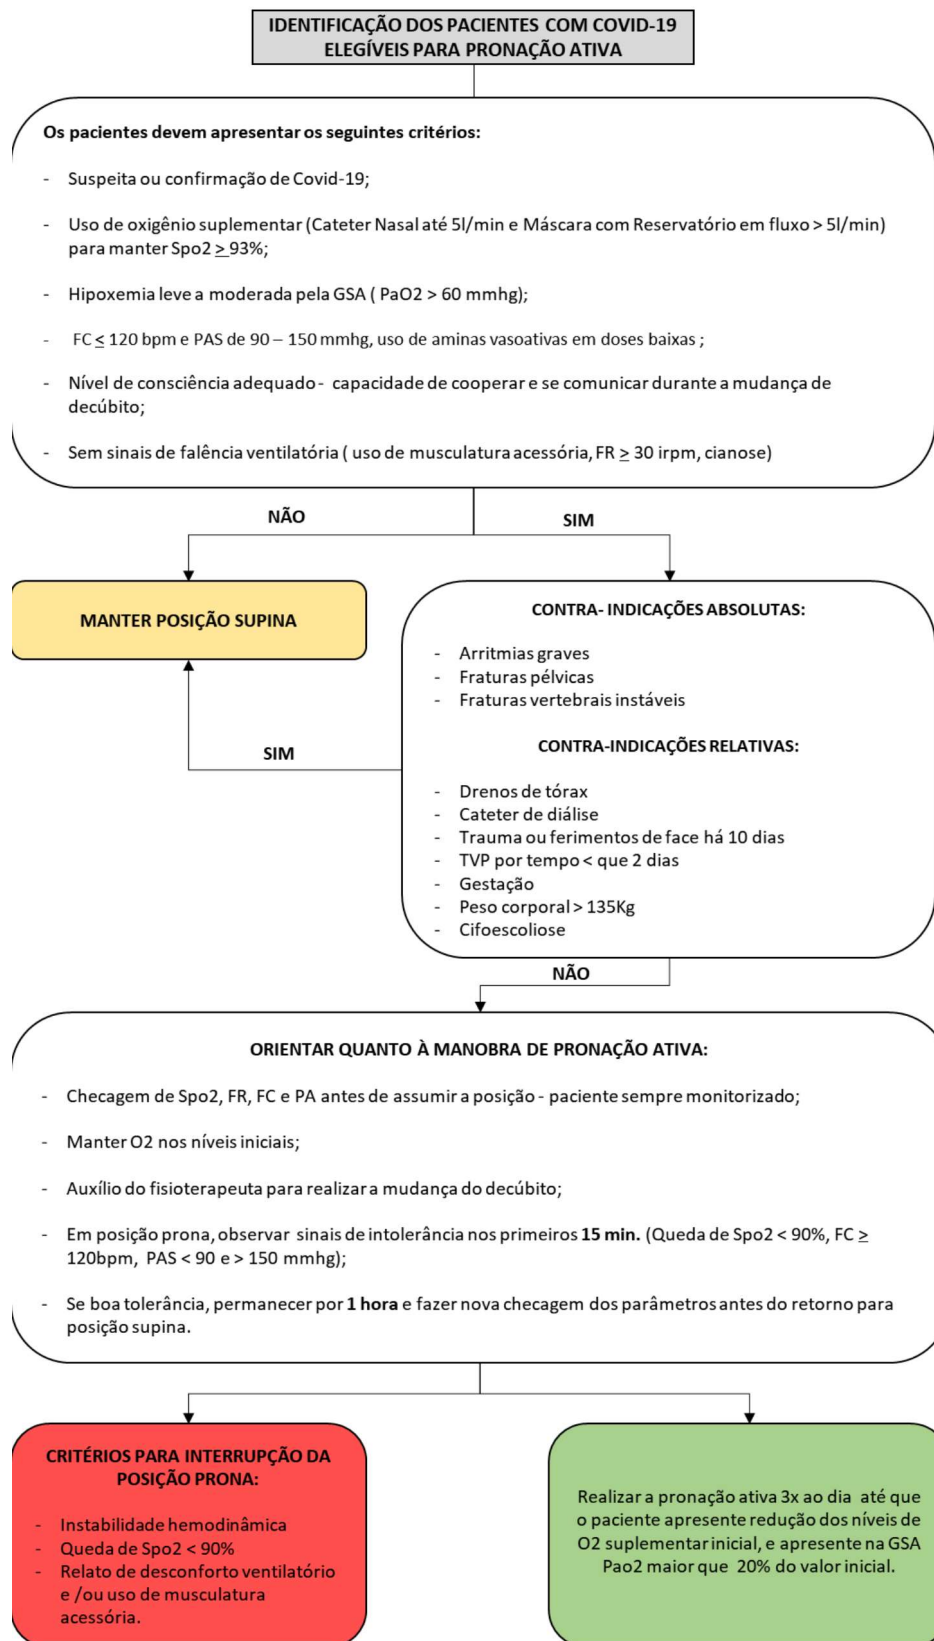 IDENTIFICAÇÃO DOS PACIENTES COM COVID-19
ELEGÍVEIS PARA PRONAÇÃO ATIVA
Os pacientes devem apresentar os seguintes critérios:
- Suspeita ou confirmação de Covid-19;
- Uso de oxigênio suplementar (Cateter Nasal até 5l/min e Máscara com Reservatório em fluxo > 5l/min)
para manter Spo2 ≥ 93%;
- Hipoxemia leve a moderada pela GSA ( PaO2 > 60 mmhg);
- FC ≤ 120 bpm e PAS de 90 – 150 mmhg, uso de aminas vasoativas em doses baixas ;
- Nível de consciência adequado - capacidade de cooperar e se comunicar durante a mudança de
decúbito;
- Sem sinais de falência ventilatória ( uso de musculatura acessória, FR ≥ 30 irpm, cianose)
NÃO
SIM
MANTER POSIÇÃO SUPINA
CONTRA- INDICAÇÕES ABSOLUTAS:
- Arritmias graves
- Fraturas pélvicas
- Fraturas vertebrais instáveis
CONTRA-INDICAÇÕES RELATIVAS:
SIM
- Drenos de tórax
- Cateter de diálise
- Trauma ou ferimentos de face há 10 dias
- TVP por tempo < que 2 dias
- Gestação
- Peso corporal > 135Kg
- Cifoescoliose
NÃO
ORIENTAR QUANTO À MANOBRA DE PRONAÇÃO ATIVA:
- Checagem de Spo2, FR, FC e PA antes de assumir a posição - paciente sempre monitorizado;
- Manter O2 nos níveis iniciais;
- Auxílio do fisioterapeuta para realizar a mudança do decúbito;
- Em posição prona, observar sinais de intolerância nos primeiros 15 min. (Queda de Spo2 < 90%, FC ≥
120bpm, PAS < 90 e > 150 mmhg);
- Se boa tolerância, permanecer por 1 hora e fazer nova checagem dos parâmetros antes do retorno para
posição supina.
CRITÉRIOS PARA INTERRUPÇÃO DA
POSIÇÃO PRONA:
- Instabilidade hemodinâmica
- Queda de Spo2 < 90%
- Relato de desconforto ventilatório
e /ou uso de musculatura
acessória.
Realizar a pronação ativa 3x ao dia até que
o paciente apresente redução dos níveis de
O2 suplementar inicial, e apresente na GSA
Pao2 maior que 20% do valor inicial.